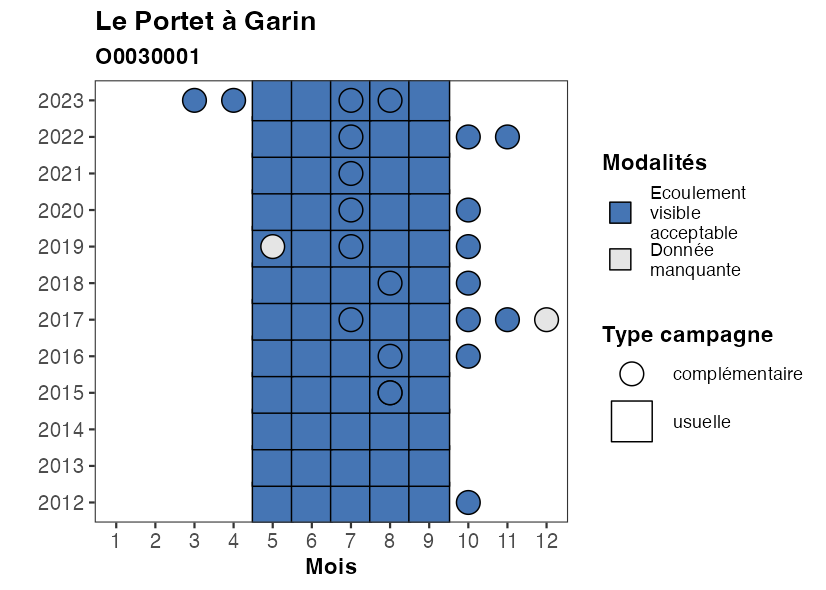 Le Portet à Garin
O0030001
2023
2022
2021
2020
2019
2018
2017
2016
2015
2014
2013
2012
1 2 3 4 5 6 7 8 9 10 11 12
Mois
Modalités
Ecoulement
visible
acceptable
Donnée
manquante
Type campagne
complémentaire
usuelle